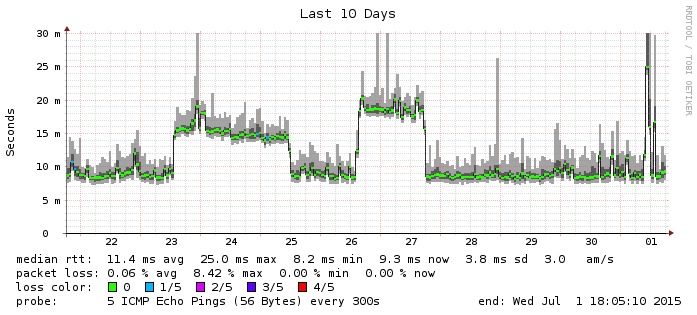 Last 10 Days
RRDTOOL / TOBI OETIKER
Seconds
30 m
25 m
20 m
15 m
10 m
5 m
0
22 23 24 25 26 27 28 29 30 01
median rtt: 11.4 ms avg 25.0 ms max 8.2 ms min 9.3 ms now 3.8 ms sd 3.0 am/s
packet loss: 0.06 % avg 8.42 % max 0.00 % min 0.00 % now
loss color: 0 1/5 2/5 3/5 4/5
probe: 5 ICMP Echo Pings (56 Bytes) every 300s end: Wed Jul 1 18:05:10 2015